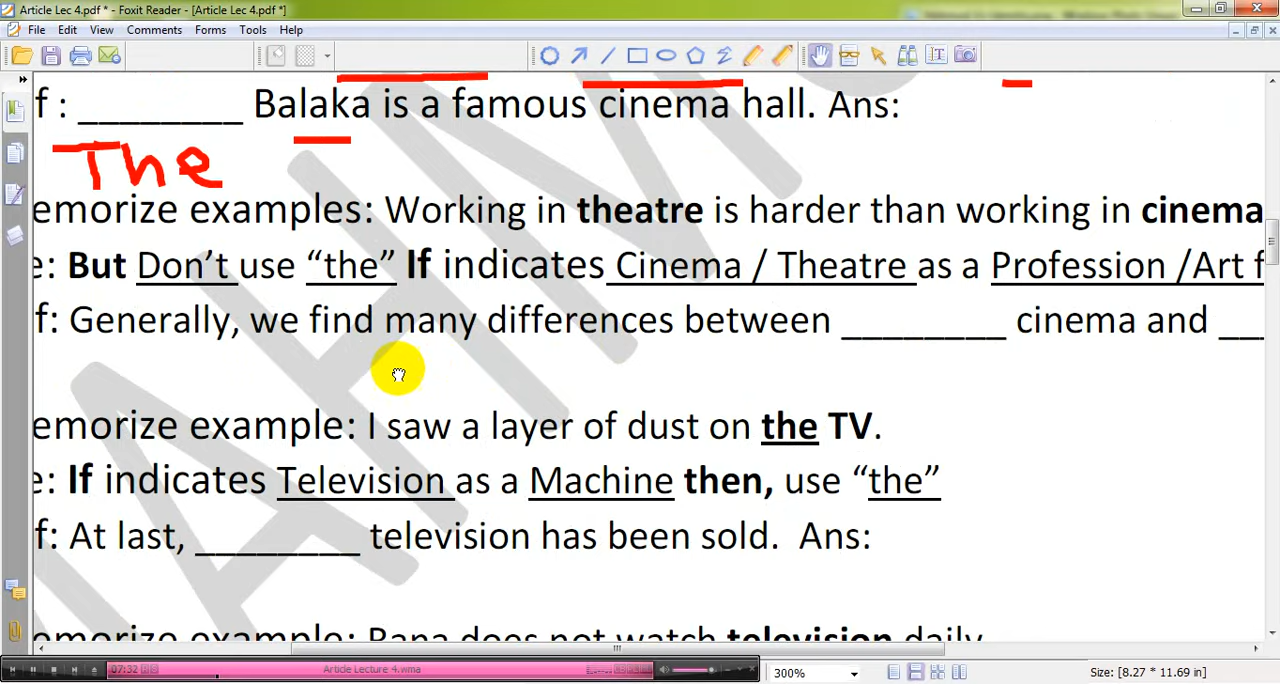 Article Lec 4.pdf * - Foxit Reader - [Article Lec 4.pdf *]
File Edit View Comments Forms Tools Help
f : ________ Balaka is a famous cinema hall. Ans:
The
emorize examples: Working in theatre is harder than working in cinema
e: But Don't use “the” If indicates Cinema / Theatre as a Profession /Art f
f: Generally, we find many differences between ________ cinema and __
emorize example: I saw a layer of dust on the TV.
e: If indicates Television as a Machine then, use “the”
f: At last, ________ television has been sold. Ans:
emorize example: Rana does not watch television daily
07:32 Article Lecture 4.wma 300% Size: [8.27 * 11.69 in]